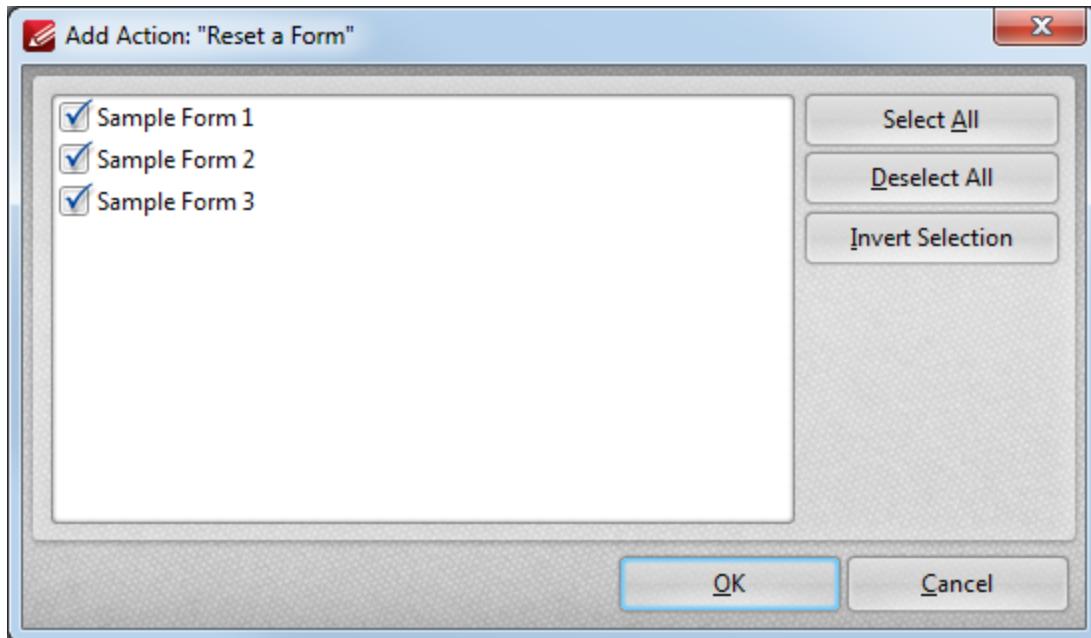 Add Action: "Reset a Form"
Sample Form 1
Sample Form 2
Sample Form 3
Select All
Deselect All
Invert Selection
OK
Cancel